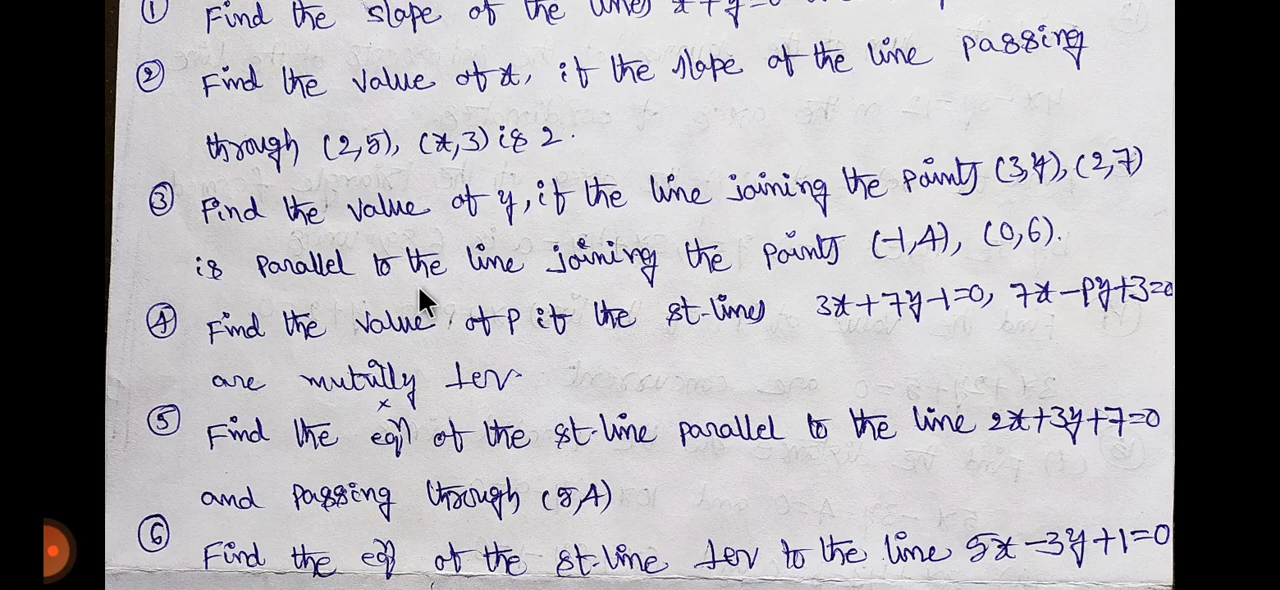 ① Find the slope of the lines x+y=0
② Find the value of x, if the slope of the line passing
through (2,5), (x,3) is 2.
③ Find the value of y, if the line joining the points (3,y), (2,7)
is parallel to the line joining the points (-1,4), (0,6).
④ Find the value of P if the st-lines 3x+7y-1=0, 7x-py+3=0
are mutully ⊥er.
⑤ Find the eqn of the st-line parallel to the line 2x+3y+7=0
and passing through (5,4)
⑥ Find the eqn of the st-line ⊥er to the line 5x-3y+1=0